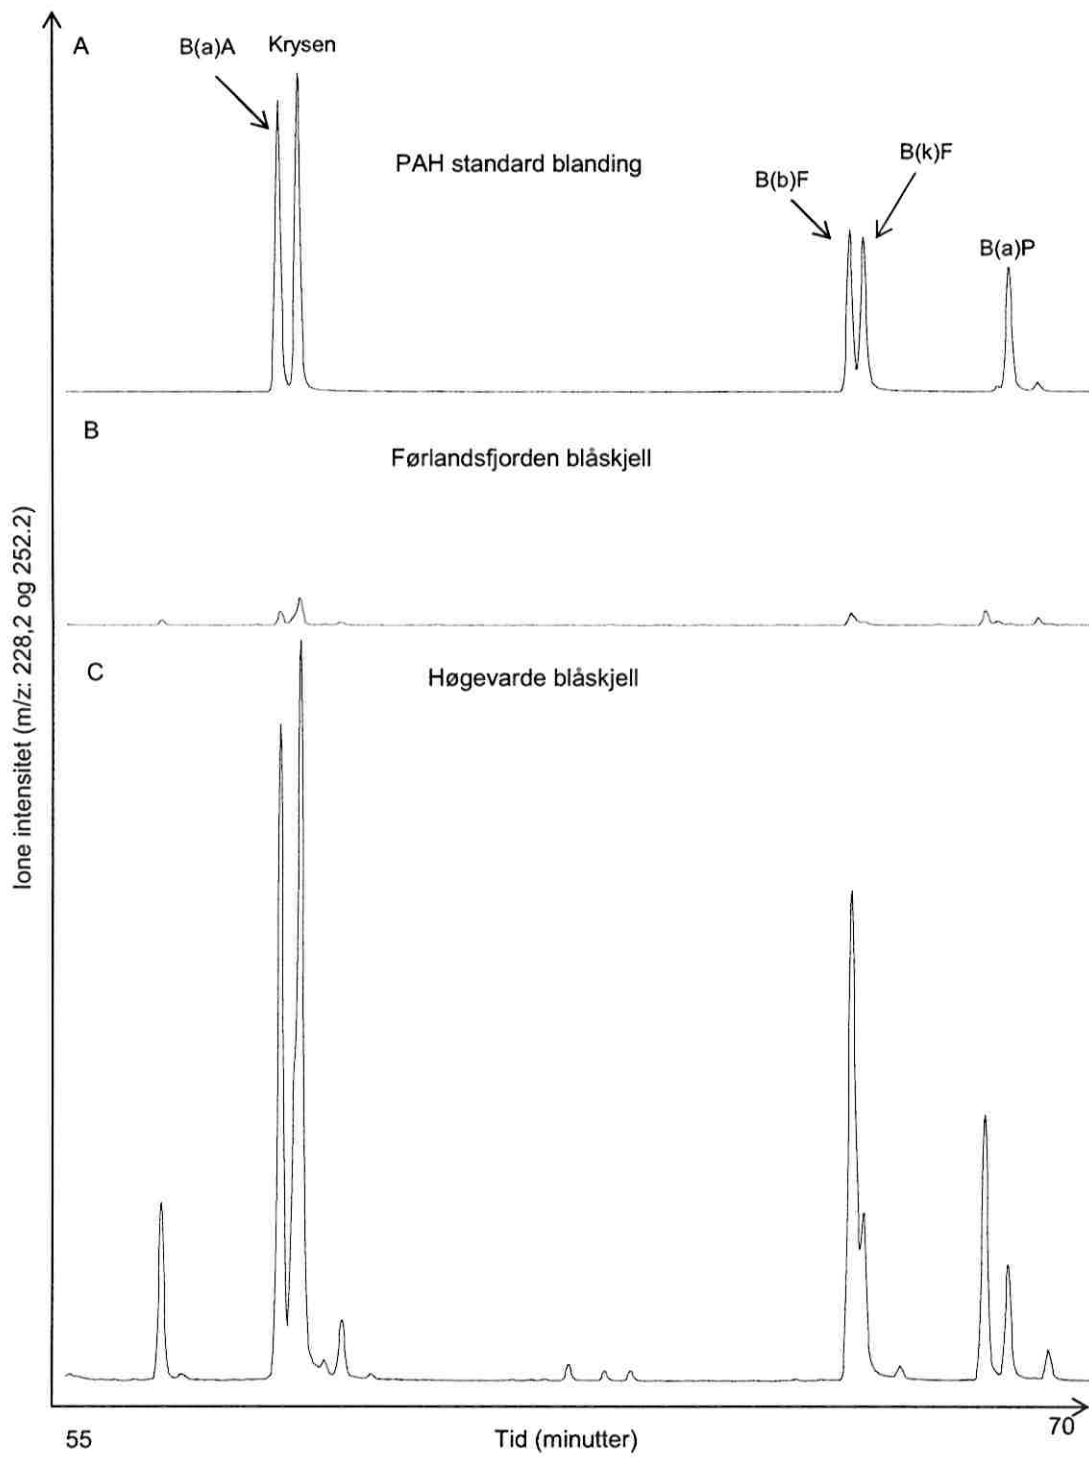 A
B(a)A
Krysen
PAH standard blanding
B(b)F
B(k)F
B(a)P
B
Førlandsfjorden blåskjell
C
Høgevarde blåskjell
Ione intensitet (m/z: 228,2 og 252.2)
55
Tid (minutter)
70